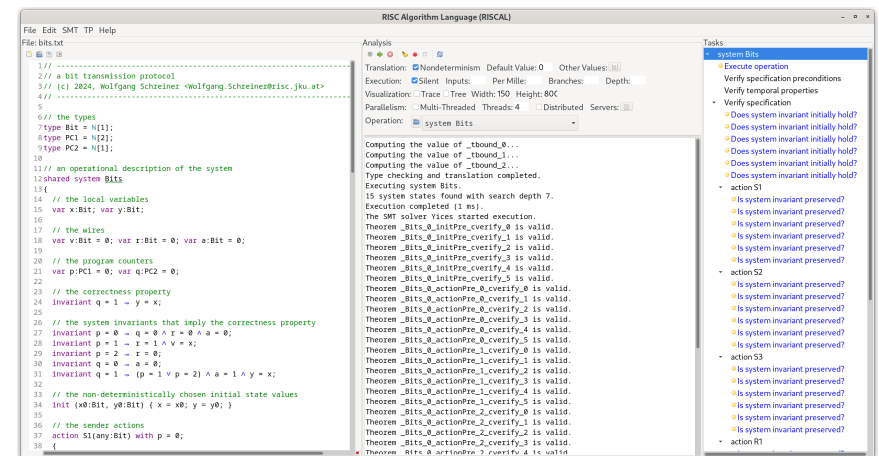 RISC Algorithm Language (RISCAL)
File Edit SMT TP Help
File: bits.txt
1 // ---------------------------------------------------------------------
2 // a bit transmission protocol
3 // (c) 2024, Wolfgang Schreiner <Wolfgang.Schreiner@risc.jku.at>
4 // ---------------------------------------------------------------------
5
6 // the types
7 type Bit = ℕ[1];
8 type PC1 = ℕ[2];
9 type PC2 = ℕ[1];
10
11 // an operational description of the system
12 shared system Bits
13 {
14 // the local variables
15 var x:Bit; var y:Bit;
16
17 // the wires
18 var v:Bit = 0; var r:Bit = 0; var a:Bit = 0;
19
20 // the program counters
21 var p:PC1 = 0; var q:PC2 = 0;
22
23 // the correctness property
24 invariant q = 1 ⇒ y = x;
25
26 // the system invariants that imply the correctness property
27 invariant p = 0 ⇒ q = 0 ∧ r = 0 ∧ a = 0;
28 invariant p = 1 ⇒ r = 1 ∧ v = x;
29 invariant p = 2 ⇒ r = 0;
30 invariant q = 0 ⇒ a = 0;
31 invariant q = 1 ⇒ (p = 1 ∨ p = 2) ∧ a = 1 ∧ y = x;
32
33 // the non-deterministically chosen initial state values
34 init (x0:Bit, y0:Bit) { x = x0; y = y0; }
35
36 // the sender actions
37 action S1(any:Bit) with p = 0;
38 {
Analysis
Translation: Nondeterminism Default Value: 0 Other Values:
Execution: Silent Inputs: Per Mille: Branches: Depth:
Visualization: Trace Tree Width: 150 Height: 800
Parallelism: Multi-Threaded Threads: 4 Distributed Servers:
Operation: system Bits
Computing the value of _tbound_0...
Computing the value of _tbound_1...
Computing the value of _tbound_2...
Type checking and translation completed.
Executing system Bits.
15 system states found with search depth 7.
Execution completed (1 ms).
The SMT solver Yices started execution.
Theorem _Bits_0_initPre_cverify_0 is valid.
Theorem _Bits_0_initPre_cverify_1 is valid.
Theorem _Bits_0_initPre_cverify_2 is valid.
Theorem _Bits_0_initPre_cverify_3 is valid.
Theorem _Bits_0_initPre_cverify_4 is valid.
Theorem _Bits_0_initPre_cverify_5 is valid.
Theorem _Bits_0_actionPre_0_cverify_0 is valid.
Theorem _Bits_0_actionPre_0_cverify_1 is valid.
Theorem _Bits_0_actionPre_0_cverify_2 is valid.
Theorem _Bits_0_actionPre_0_cverify_3 is valid.
Theorem _Bits_0_actionPre_0_cverify_4 is valid.
Theorem _Bits_0_actionPre_0_cverify_5 is valid.
Theorem _Bits_0_actionPre_1_cverify_0 is valid.
Theorem _Bits_0_actionPre_1_cverify_1 is valid.
Theorem _Bits_0_actionPre_1_cverify_2 is valid.
Theorem _Bits_0_actionPre_1_cverify_3 is valid.
Theorem _Bits_0_actionPre_1_cverify_4 is valid.
Theorem _Bits_0_actionPre_1_cverify_5 is valid.
Theorem _Bits_0_actionPre_2_cverify_0 is valid.
Theorem _Bits_0_actionPre_2_cverify_1 is valid.
Theorem _Bits_0_actionPre_2_cverify_2 is valid.
Theorem _Bits_0_actionPre_2_cverify_3 is valid.
Theorem _Bits_0_actionPre_2_cverify_4 is valid.
Tasks
system Bits
Execute operation
Verify specification preconditions
Verify temporal properties
Verify specification
Does system invariant initially hold?
Does system invariant initially hold?
Does system invariant initially hold?
Does system invariant initially hold?
Does system invariant initially hold?
Does system invariant initially hold?
action S1
Is system invariant preserved?
Is system invariant preserved?
Is system invariant preserved?
Is system invariant preserved?
Is system invariant preserved?
Is system invariant preserved?
action S2
Is system invariant preserved?
Is system invariant preserved?
Is system invariant preserved?
Is system invariant preserved?
Is system invariant preserved?
Is system invariant preserved?
action S3
Is system invariant preserved?
Is system invariant preserved?
Is system invariant preserved?
Is system invariant preserved?
Is system invariant preserved?
Is system invariant preserved?
action R1